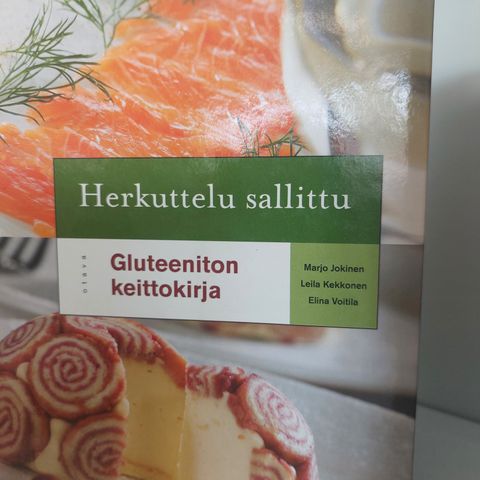 Herkuttelu sallittu
otava
Gluteeniton
keittokirja
Marjo Jokinen
Leila Kekkonen
Elina Voitila